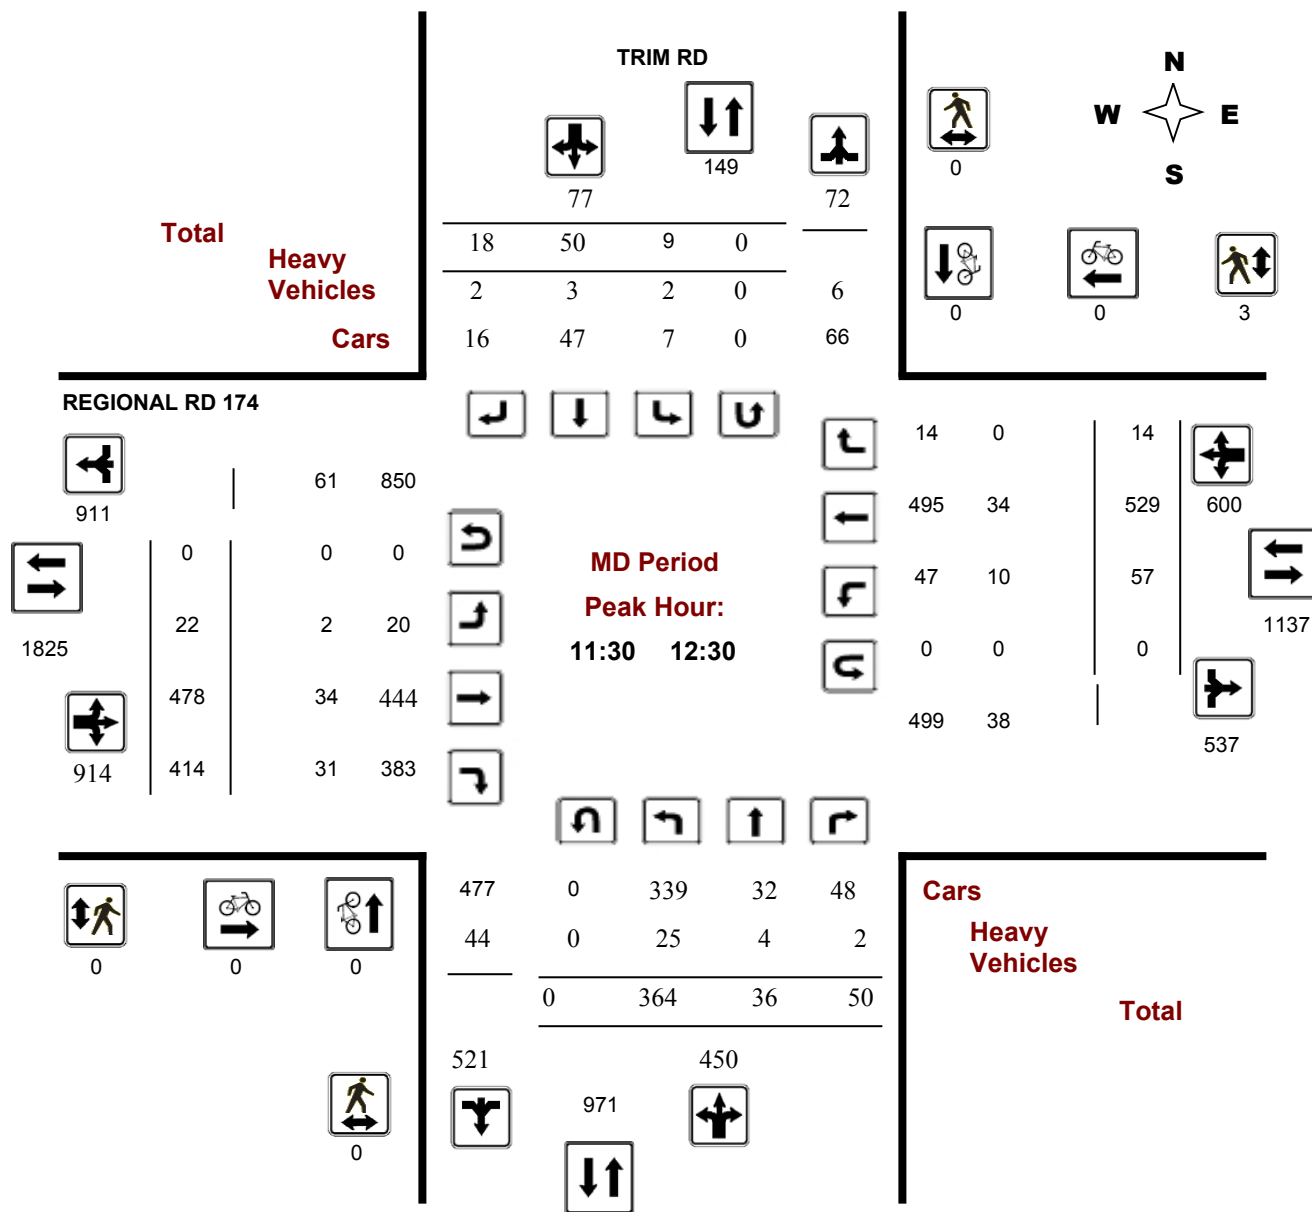 TRIM RD
N
W E
S
149
0
77
72
Total
18 50 9 0
Heavy
Vehicles
2 3 2 0 6
0 0 3
Cars
16 47 7 0 66
REGIONAL RD 174
14 0 14
61 850
911
495 34 529 600
0 0 0
MD Period
47 10 57
Peak Hour:
22 2 20
1137
1825
11:30 12:30
0 0 0
478 34 444
499 38
537
914 414 31 383
477 0 339 32 48
Cars
44 0 25 4 2
Heavy
Vehicles
0 0 0
0 364 36 50
Total
521 450
971
0